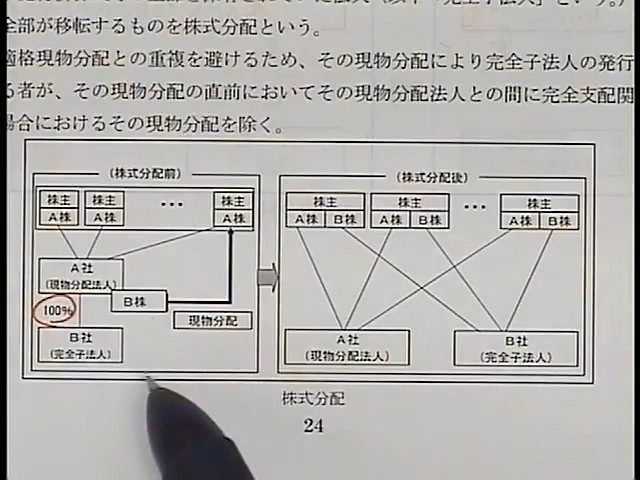 全部が移転するものを株式分配という。
適格現物分配との重複を避けるため、その現物分配により完全子法人の発行
る者が、その現物分配の直前においてその現物分配法人との間に完全支配関
場合におけるその現物分配を除く。
(株式分配前)
株主 株主 … 株主
A株 A株 A株
A社
(現物分配法人)
B株
100%
現物分配
B社
(完全子法人)
(株式分配後)
株主 株主 … 株主
A株 B株 A株 B株 A株 B株
A社
(現物分配法人)
B社
(完全子法人)
株式分配
24